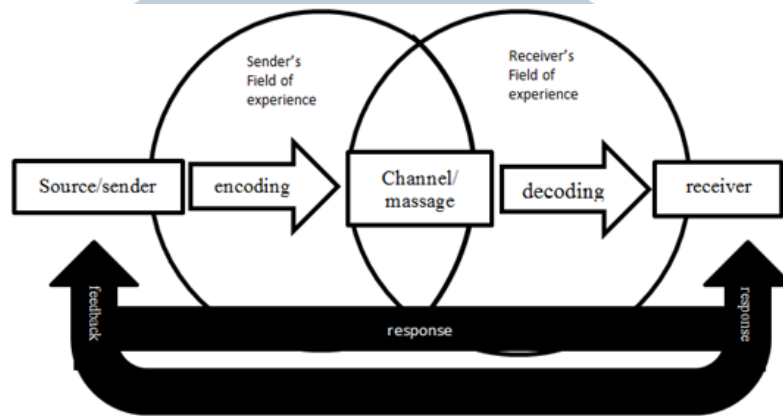 Sender's
Field of
experience
Receiver's
Field of
experience
Source/sender
encoding
Channel/
massage
decoding
receiver
feedback
response
response